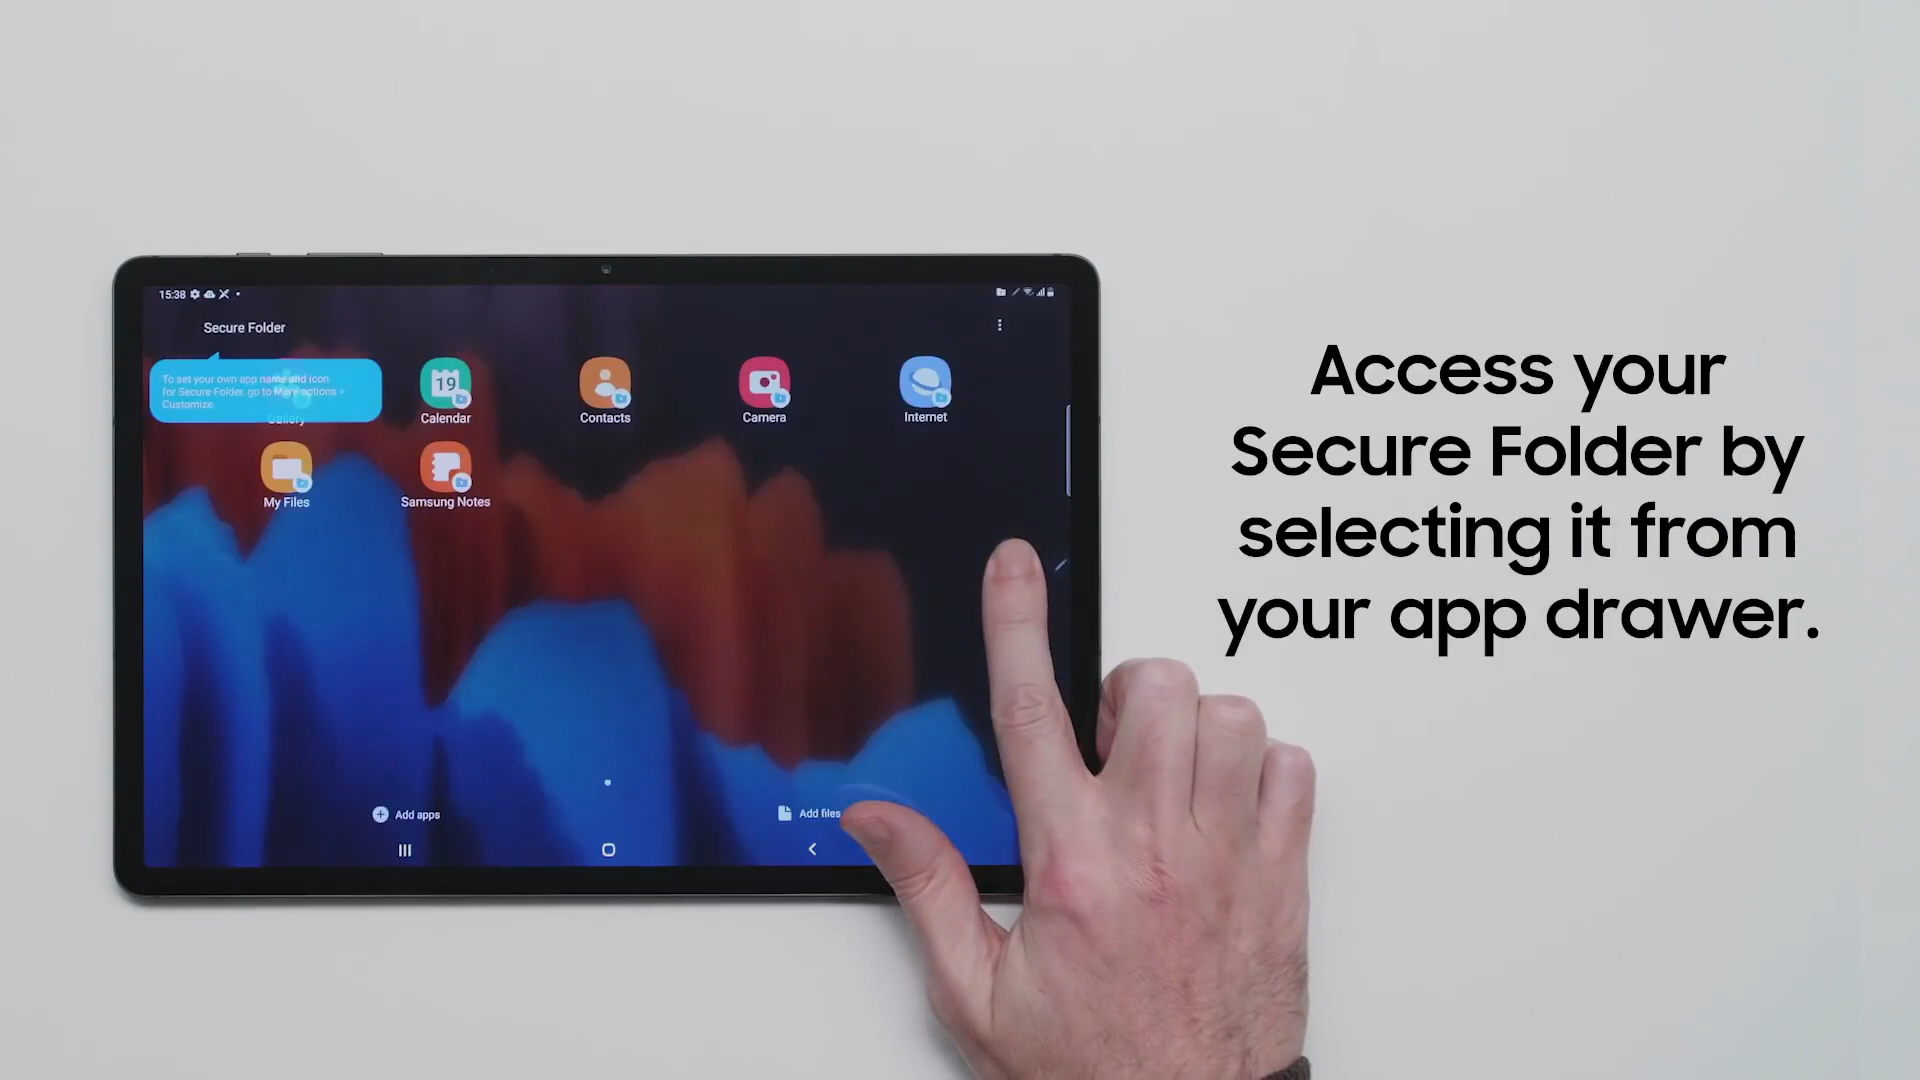 15:38
Secure Folder
To set your own app name and icon
for Secure Folder, go to More options >
Customize.
Gallery
19
Calendar
Contacts
Camera
Internet
My Files
Samsung Notes
Add apps
Add files
Access your
Secure Folder by
selecting it from
your app drawer.